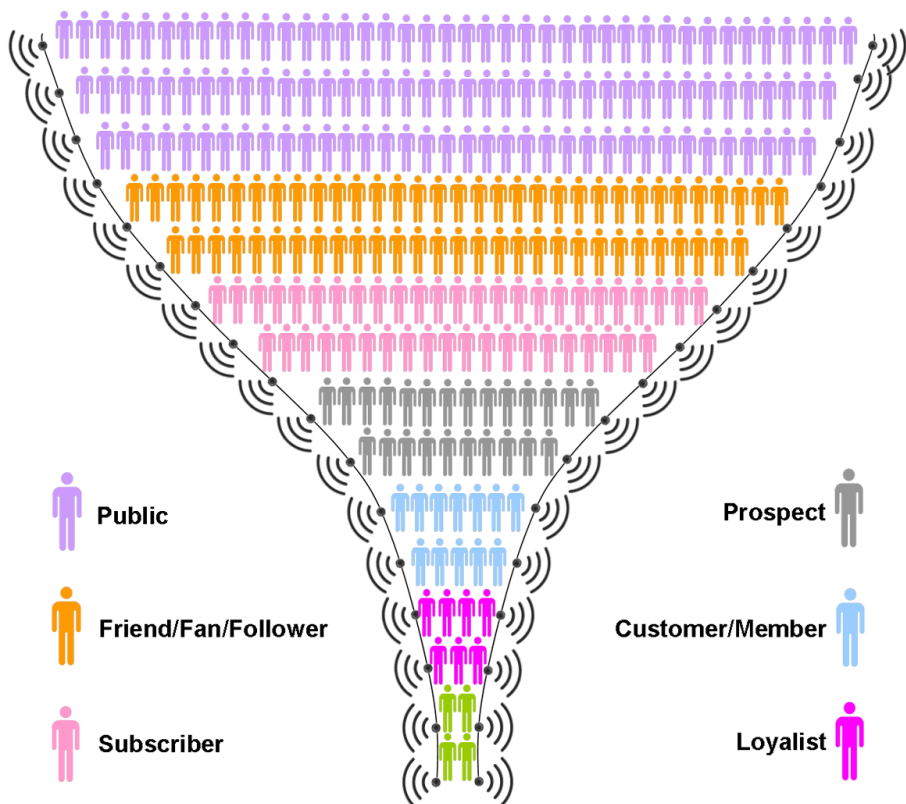 Public
Prospect
Friend/Fan/Follower
Customer/Member
Subscriber
Loyalist